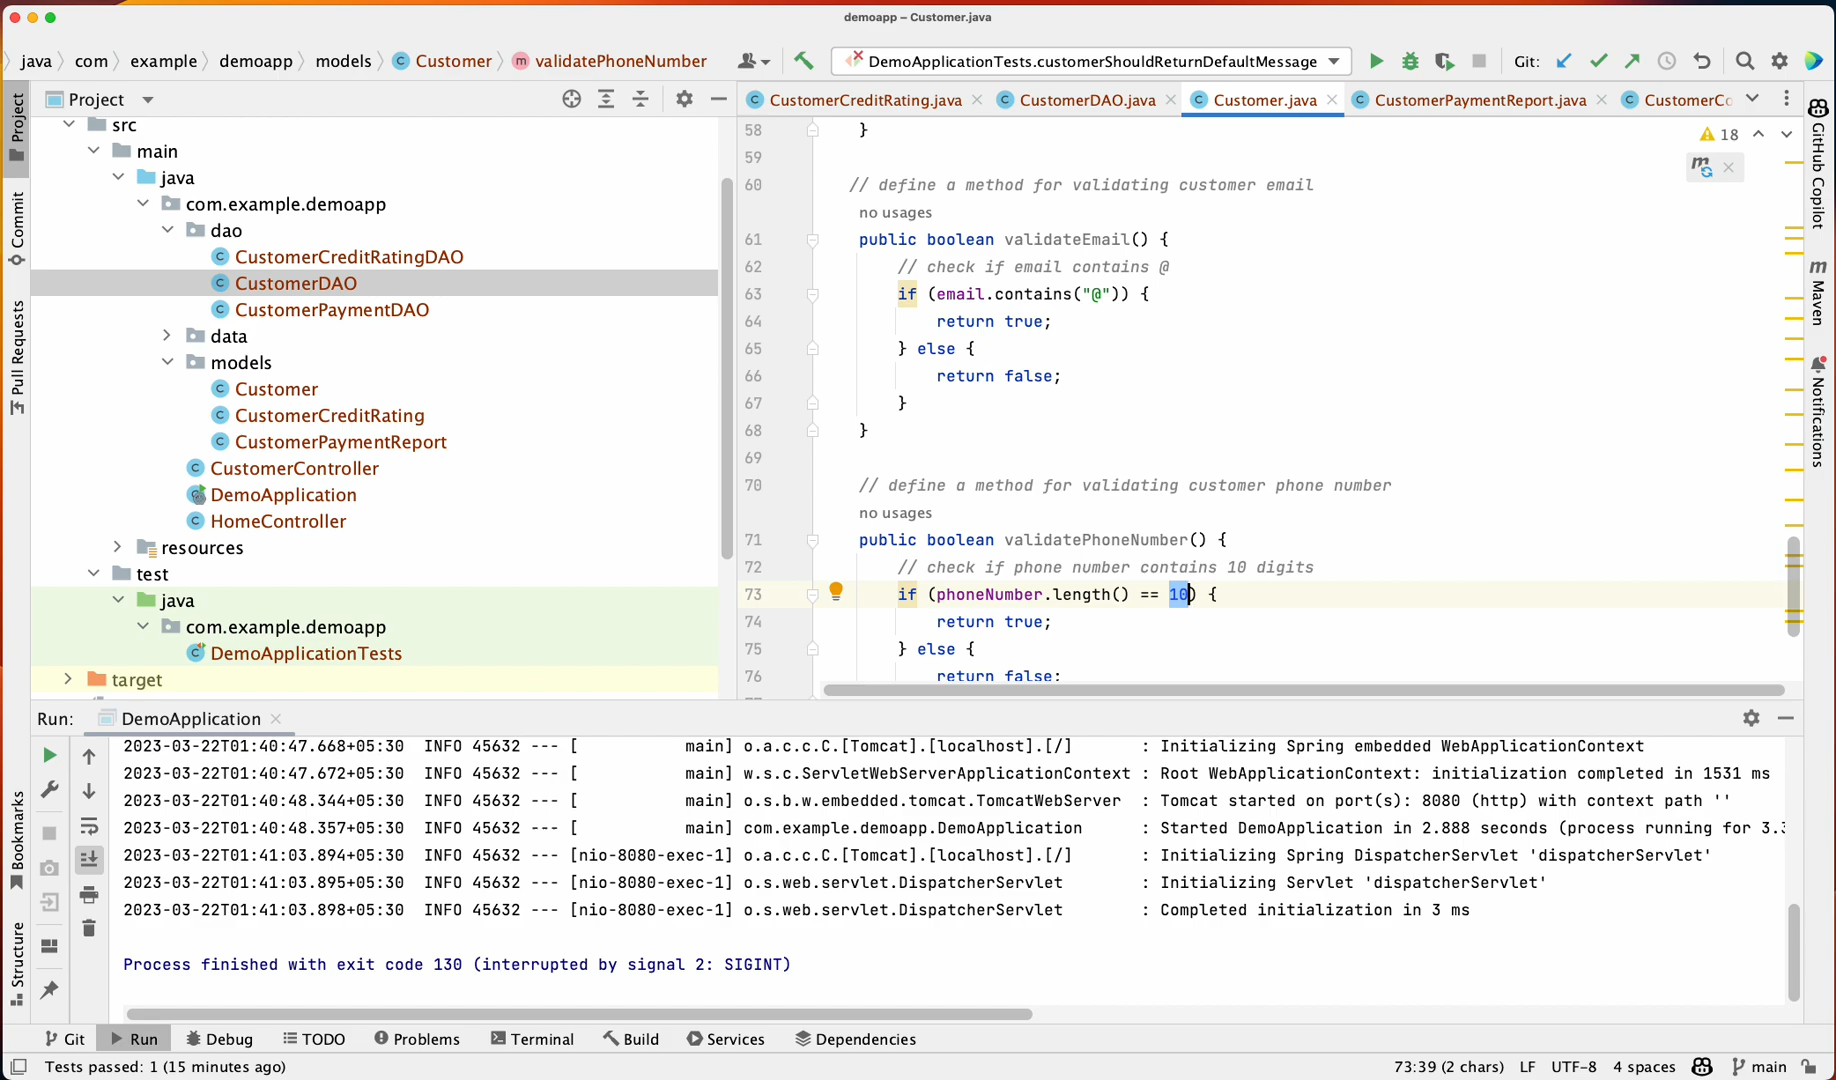 demoapp – Customer.java
java
com
example
demoapp
models
Customer
validatePhoneNumber
DemoApplicationTests.customerShouldReturnDefaultMessage
Git:
Project
CustomerCreditRating.java
CustomerDAO.java
Customer.java
CustomerPaymentReport.java
CustomerCo
src
main
java
com.example.demoapp
dao
CustomerCreditRatingDAO
CustomerDAO
CustomerPaymentDAO
data
models
Customer
CustomerCreditRating
CustomerPaymentReport
CustomerController
DemoApplication
HomeController
resources
test
java
com.example.demoapp
DemoApplicationTests
target
Project
Commit
Pull Requests
Bookmarks
Structure
18
58 }
59
60 // define a method for validating customer email
no usages
61 public boolean validateEmail() {
62 // check if email contains @
63 if (email.contains("@")) {
64 return true;
65 } else {
66 return false;
67 }
68 }
69
70 // define a method for validating customer phone number
no usages
71 public boolean validatePhoneNumber() {
72 // check if phone number contains 10 digits
73 if (phoneNumber.length() == 10) {
74 return true;
75 } else {
76 return false;
GitHub Copilot
m Maven
Notifications
Run: DemoApplication
2023-03-22T01:40:47.668+05:30 INFO 45632 --- [ main] o.a.c.c.C.[Tomcat].[localhost].[/] : Initializing Spring embedded WebApplicationContext
2023-03-22T01:40:47.672+05:30 INFO 45632 --- [ main] w.s.c.ServletWebServerApplicationContext : Root WebApplicationContext: initialization completed in 1531 ms
2023-03-22T01:40:48.344+05:30 INFO 45632 --- [ main] o.s.b.w.embedded.tomcat.TomcatWebServer : Tomcat started on port(s): 8080 (http) with context path ''
2023-03-22T01:40:48.357+05:30 INFO 45632 --- [ main] com.example.demoapp.DemoApplication : Started DemoApplication in 2.888 seconds (process running for 3.3
2023-03-22T01:41:03.894+05:30 INFO 45632 --- [nio-8080-exec-1] o.a.c.c.C.[Tomcat].[localhost].[/] : Initializing Spring DispatcherServlet 'dispatcherServlet'
2023-03-22T01:41:03.895+05:30 INFO 45632 --- [nio-8080-exec-1] o.s.web.servlet.DispatcherServlet : Initializing Servlet 'dispatcherServlet'
2023-03-22T01:41:03.898+05:30 INFO 45632 --- [nio-8080-exec-1] o.s.web.servlet.DispatcherServlet : Completed initialization in 3 ms
Process finished with exit code 130 (interrupted by signal 2: SIGINT)
Git
Run
Debug
TODO
Problems
Terminal
Build
Services
Dependencies
Tests passed: 1 (15 minutes ago)
73:39 (2 chars)
LF
UTF-8
4 spaces
main